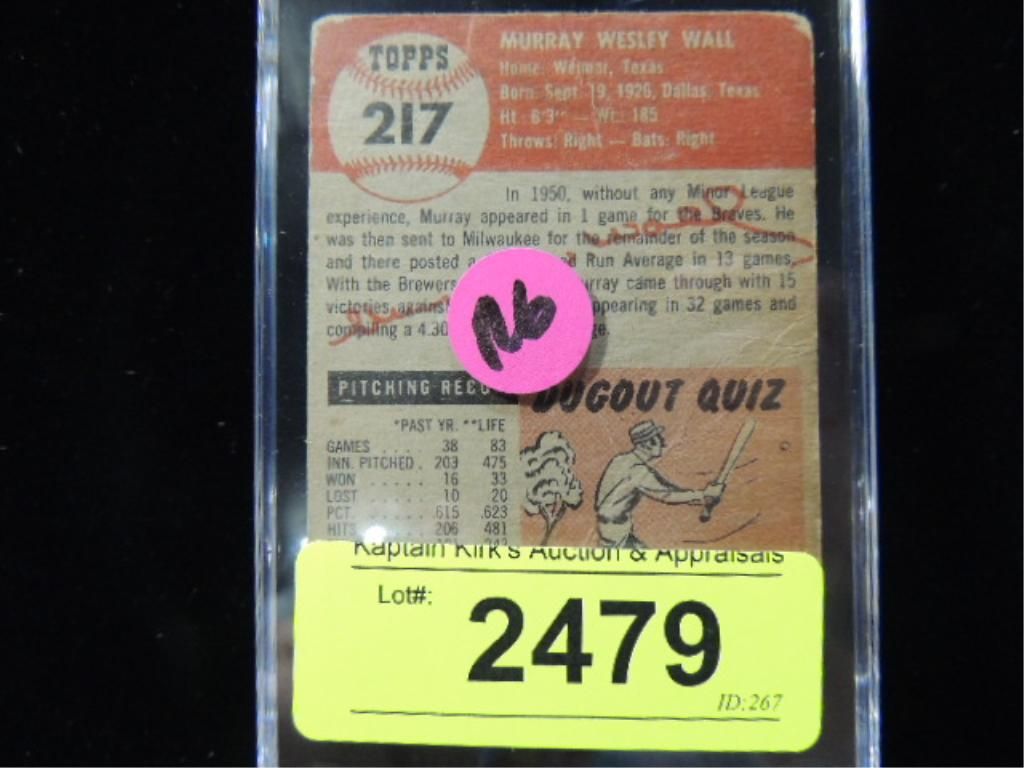 TOPPS
217
MURRAY WESLEY WALL
Home: Weimar, Texas
Born: Sept 19, 1926, Dallas, Texas
Ht: 6'3" — Wt: 185
Throws: Right — Bats: Right
In 1950, without any Minor League
experience, Murray appeared in 1 game for the Braves. He
was then sent to Milwaukee for the remainder of the season
and there posted a Run Average in 13 games.
With the Brewers came through with 15
victories against appearing in 32 games and
compiling a 4.30
PITCHING RECO
DUGOUT QUIZ
*PAST YR. **LIFE
GAMES .... 38 83
INN. PITCHED. 203 475
WON ..... 16 33
LOST ..... 10 20
PCT. ..... .615 .623
HITS ..... 206 481
Kaptain Kirk's Auction & Appraisals
Lot#: 2479
ID:267